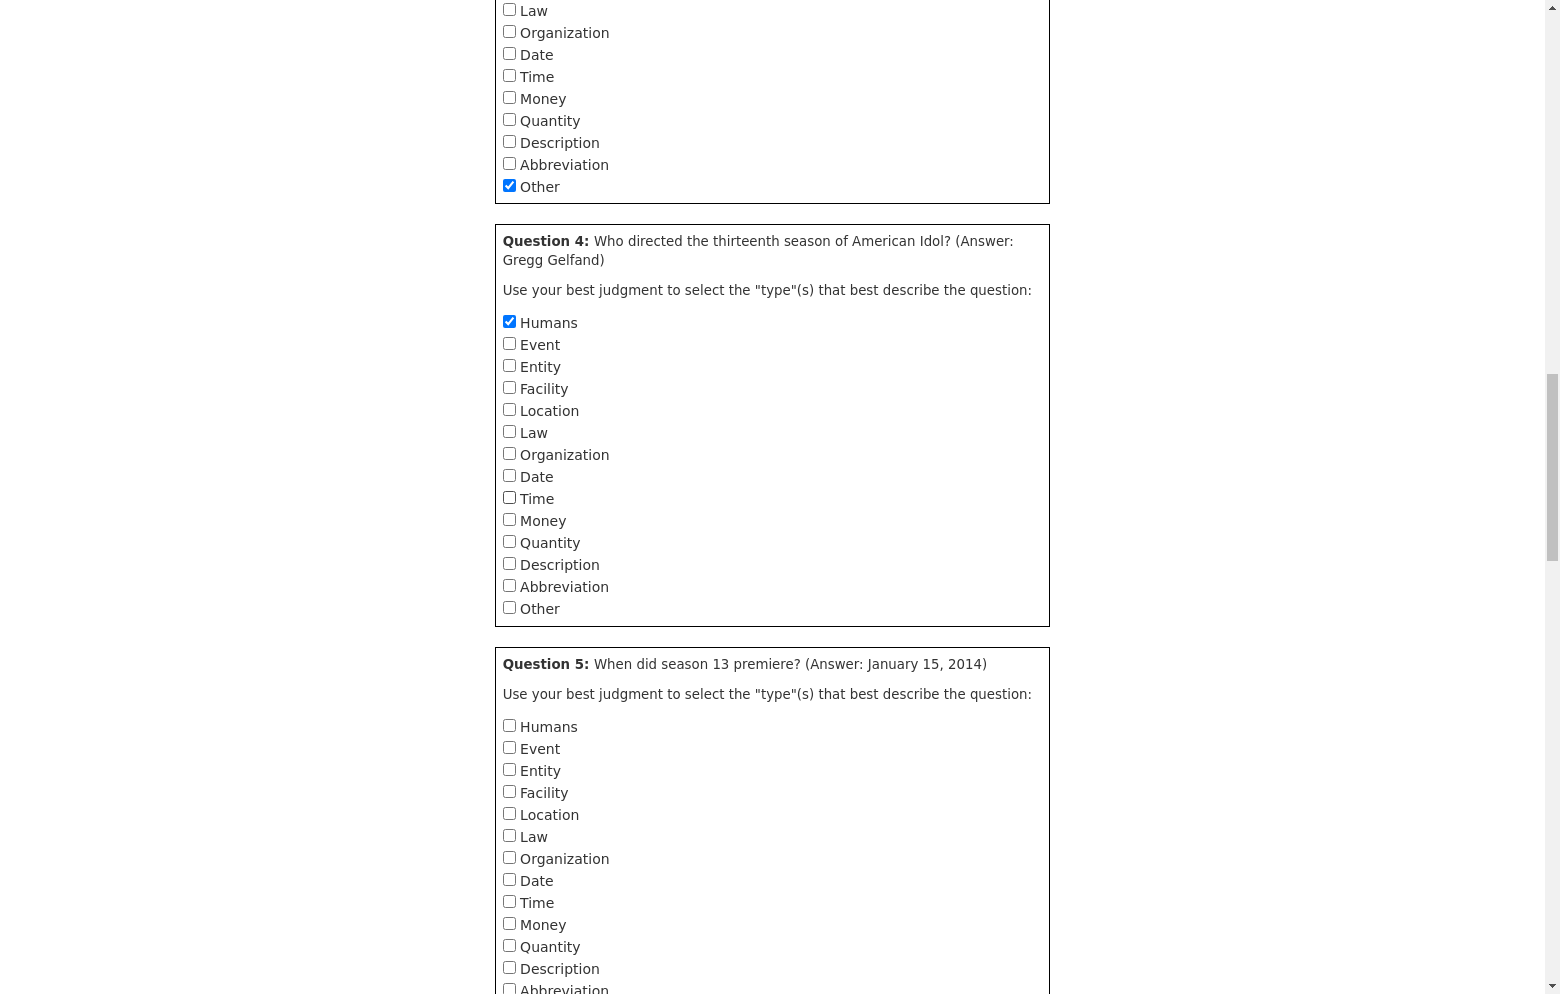 Law
Organization
Date
Time
Money
Quantity
Description
Abbreviation
Other
Question 4: Who directed the thirteenth season of American Idol? (Answer:
Gregg Gelfand)
Use your best judgment to select the "type"(s) that best describe the question:
Humans
Event
Entity
Facility
Location
Law
Organization
Date
Time
Money
Quantity
Description
Abbreviation
Other
Question 5: When did season 13 premiere? (Answer: January 15, 2014)
Use your best judgment to select the "type"(s) that best describe the question:
Humans
Event
Entity
Facility
Location
Law
Organization
Date
Time
Money
Quantity
Description
Abbreviation